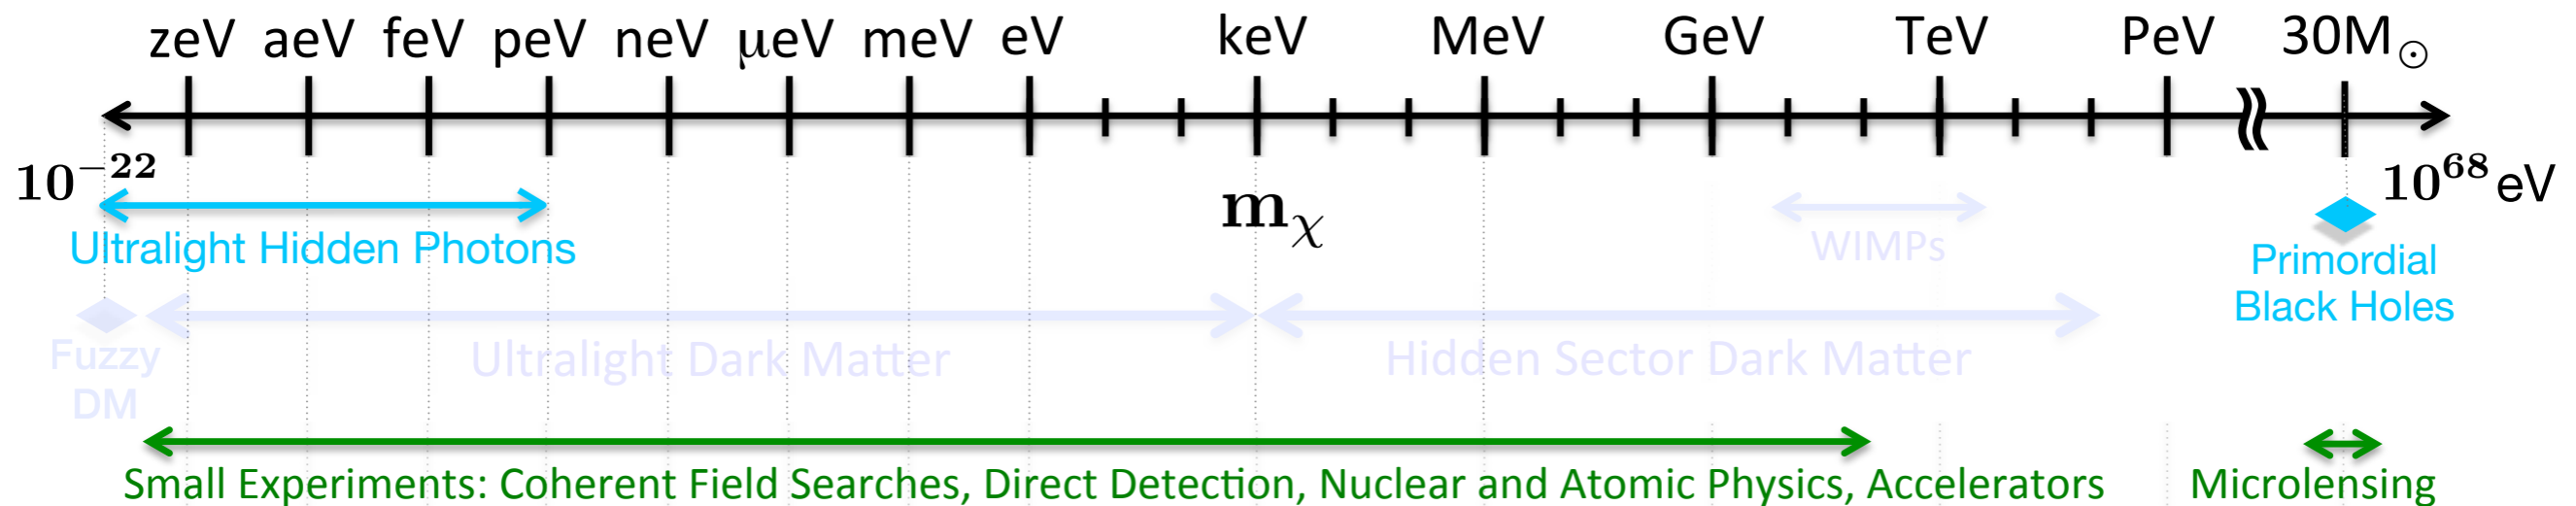 zeV aeV feV peV neV μeV meV eV keV MeV GeV TeV PeV 30M☉
10⁻²² 10⁶⁸ eV
m_χ
Ultralight Hidden Photons
WIMPs
Primordial
Black Holes
Fuzzy
DM
Ultralight Dark Matter
Hidden Sector Dark Matter
Small Experiments: Coherent Field Searches, Direct Detection, Nuclear and Atomic Physics, Accelerators
Microlensing